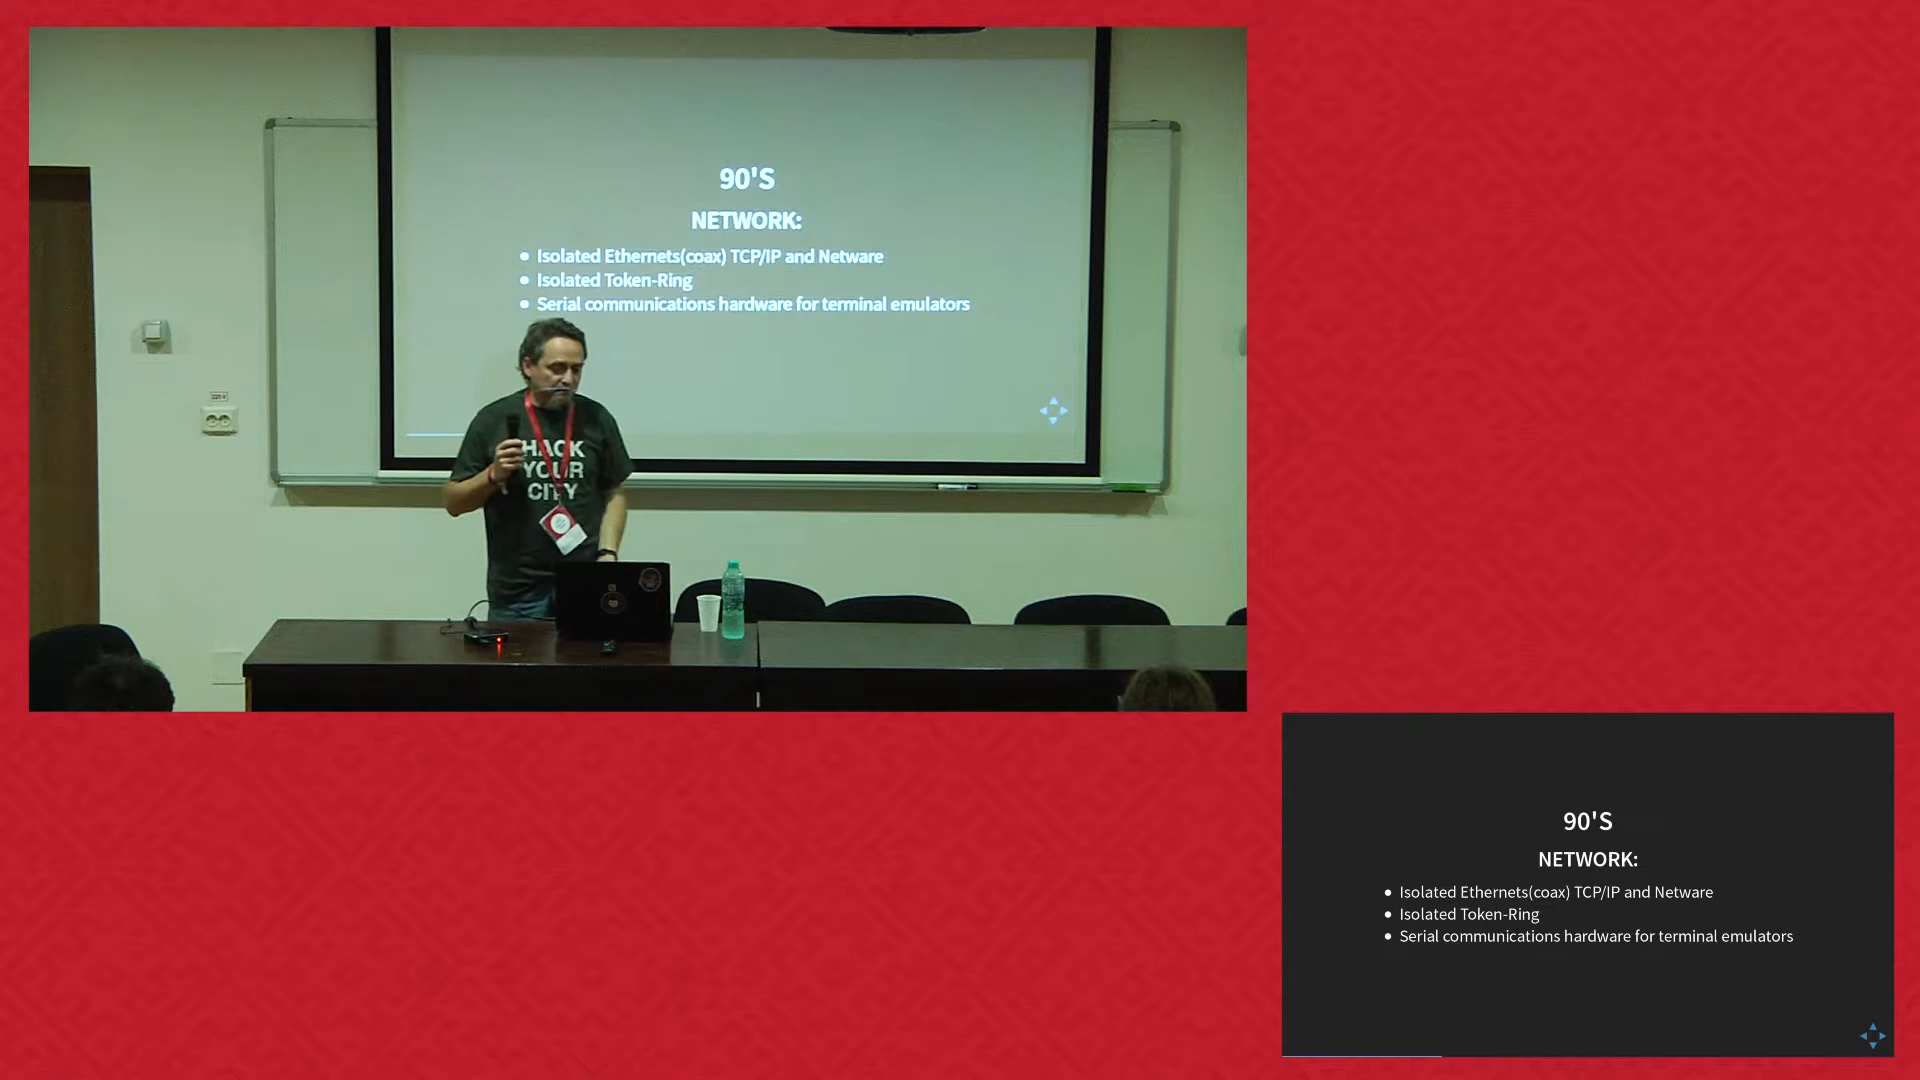 90'S
NETWORK:
Isolated Ethernets(coax) TCP/IP and Netware
Isolated Token-Ring
Serial communications hardware for terminal emulators
HACK
YOUR
CITY
90'S
NETWORK:
Isolated Ethernets(coax) TCP/IP and Netware
Isolated Token-Ring
Serial communications hardware for terminal emulators